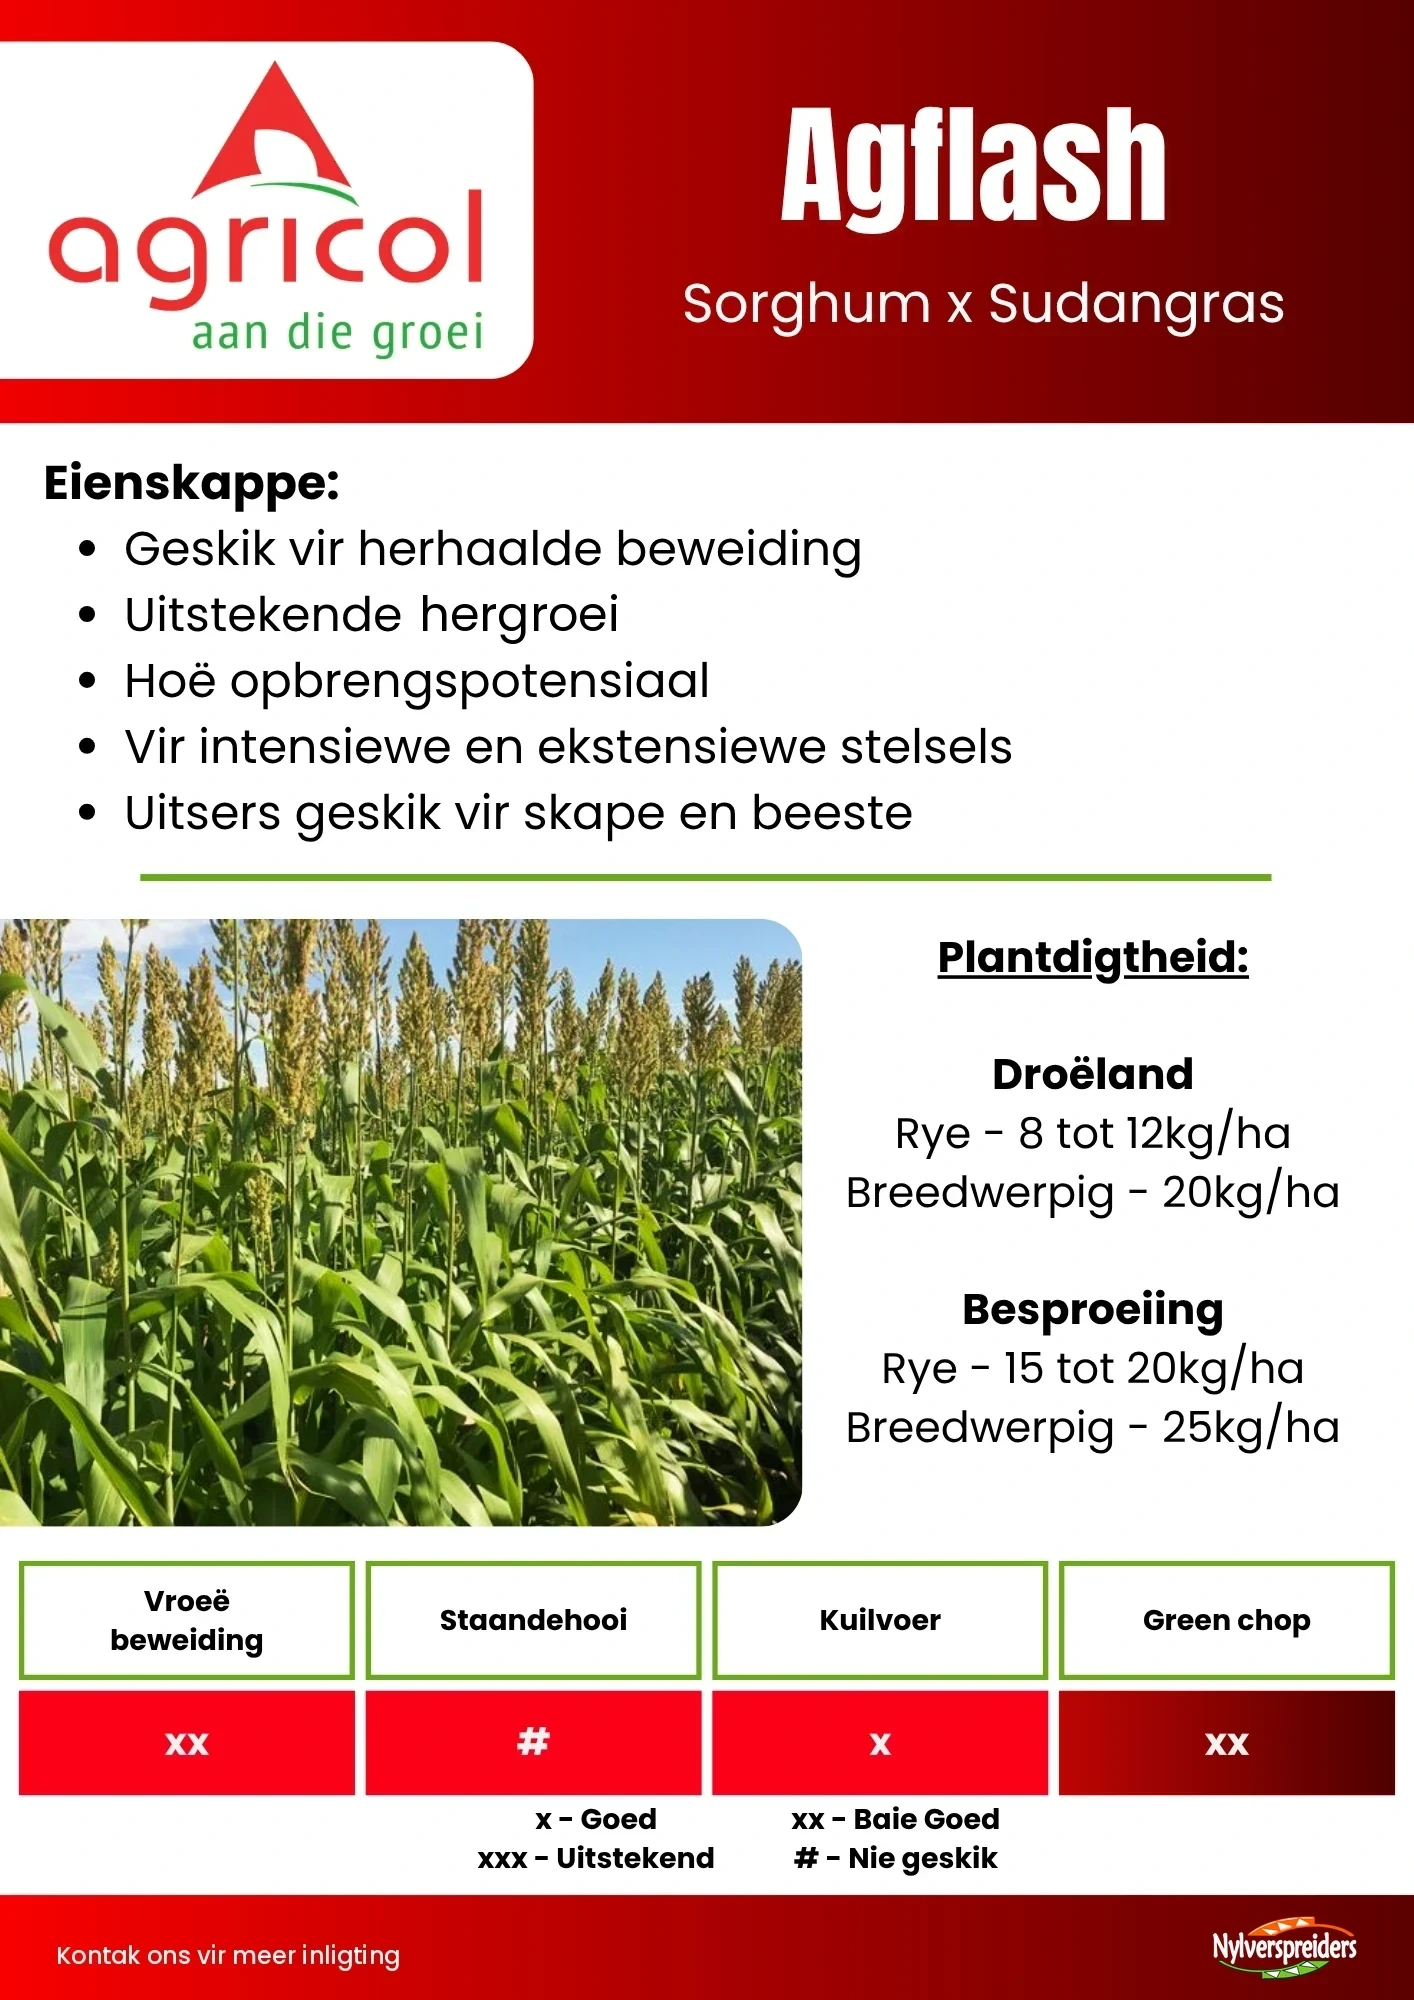 agricol
aan die groei
Agflash
Sorghum x Sudangras
Eienskappe:
• Geskik vir herhaalde beweiding
• Uitstekende hergroei
• Hoë opbrengspotensiaal
• Vir intensiewe en ekstensiewe stelsels
• Uitsers geskik vir skape en beeste
Plantdigtheid:
Droëland
Rye - 8 tot 12kg/ha
Breedwerpig - 20kg/ha
Besproeiing
Rye - 15 tot 20kg/ha
Breedwerpig - 25kg/ha
Vroeë
beweiding
Staandehooi
Kuilvoer
Green chop
xx
#
x
xx
x - Goed
xx - Baie Goed
xxx - Uitstekend
# - Nie geskik
Kontak ons vir meer inligting
Nylverspreiders